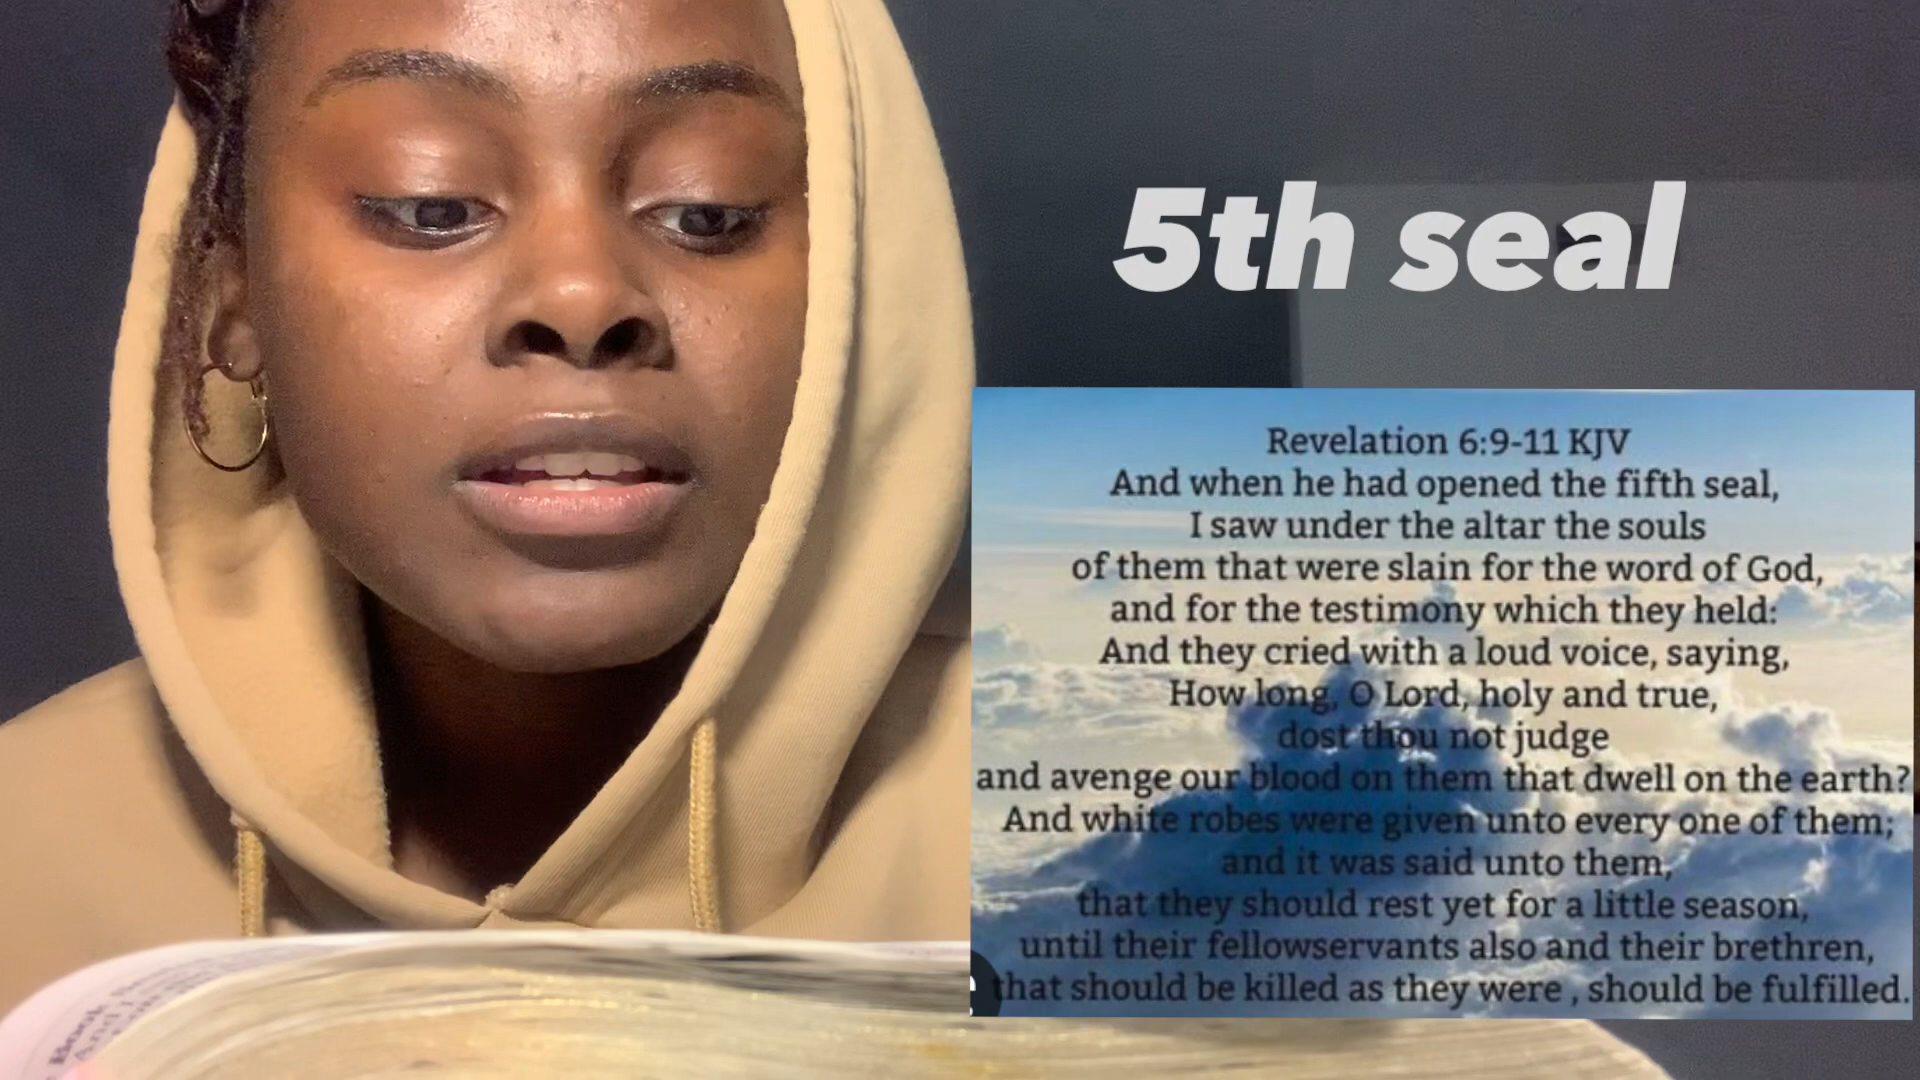 5th seal
Revelation 6:9-11 KJV
And when he had opened the fifth seal,
I saw under the altar the souls
of them that were slain for the word of God,
and for the testimony which they held:
And they cried with a loud voice, saying,
How long, O Lord, holy and true,
dost thou not judge
and avenge our blood on them that dwell on the earth?
And white robes were given unto every one of them;
and it was said unto them,
that they should rest yet for a little season,
until their fellowservants also and their brethren,
that should be killed as they were , should be fulfilled.
Book